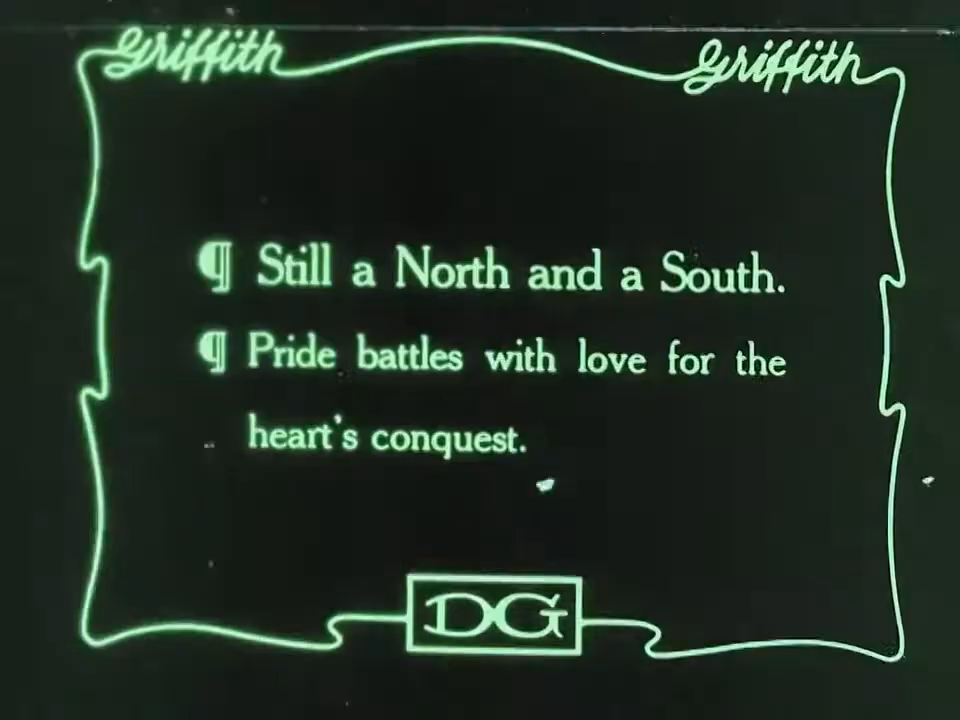 Griffith Griffith
¶ Still a North and a South.
¶ Pride battles with love for the
heart's conquest.
DG